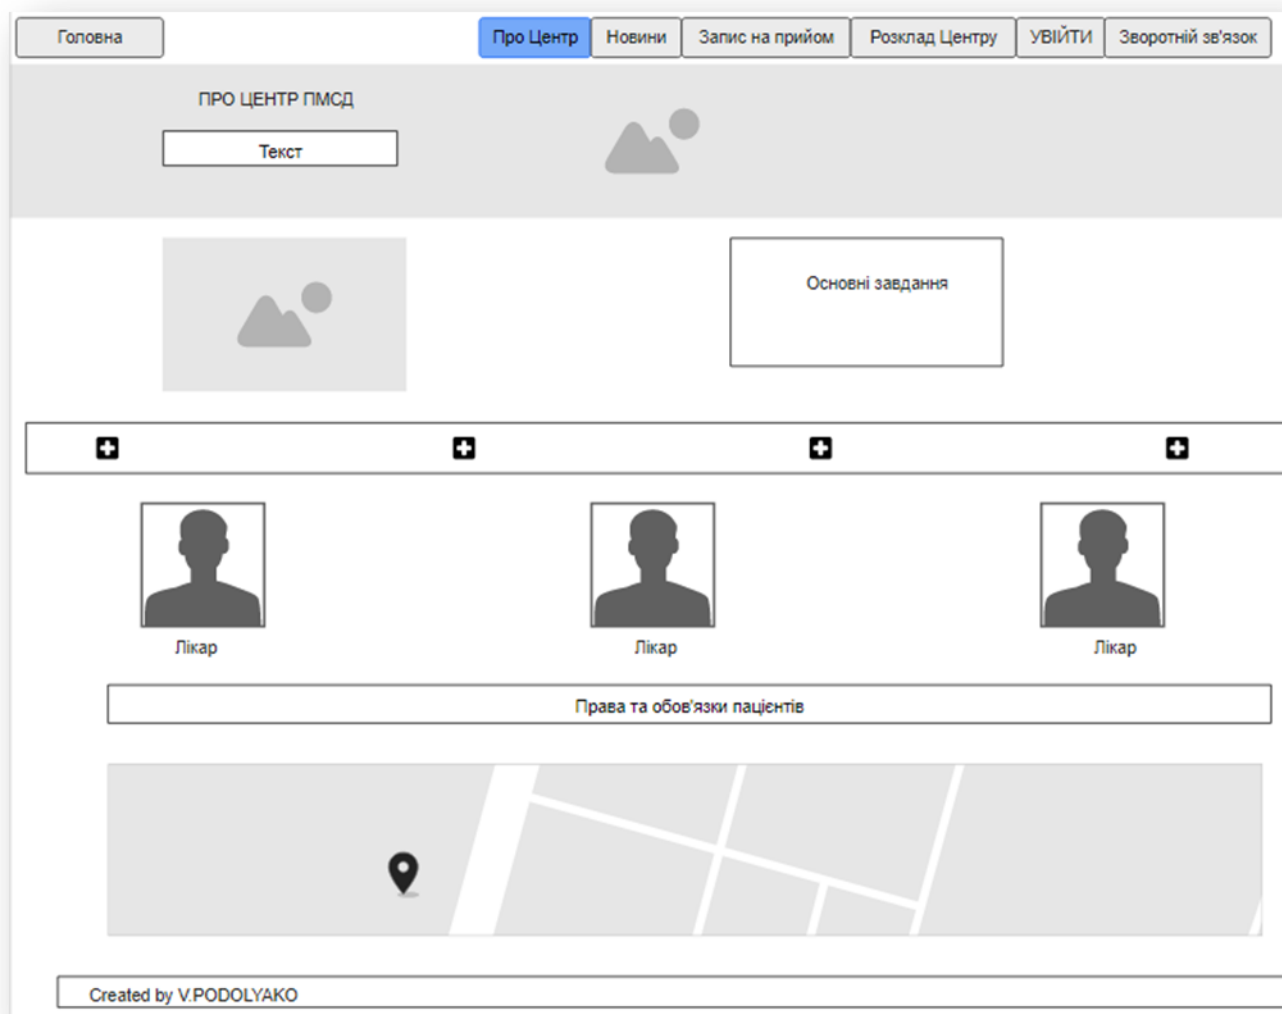 Головна
Про Центр
Новини
Запис на прийом
Розклад Центру
УВІЙТИ
Зворотній зв'язок
ПРО ЦЕНТР ПМСД
Текст
Основні завдання
Лікар
Лікар
Лікар
Права та обов'язки пацієнтів
Created by V.PODOLYAKO